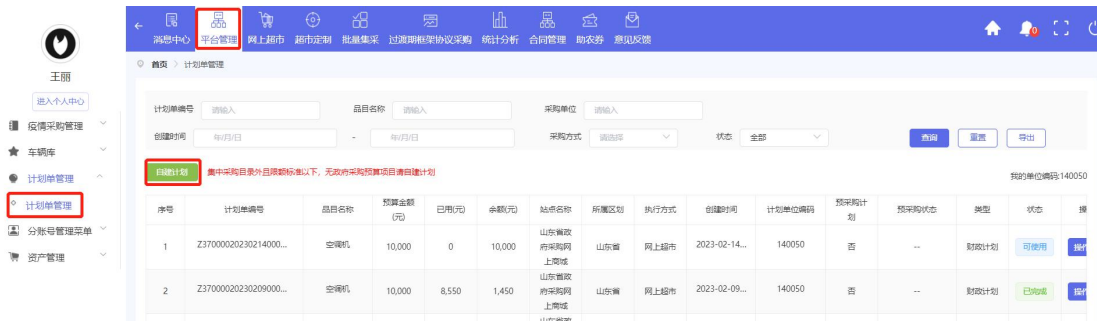 消息中心 平台管理 网上超市 超市定制 批量集采 过渡期框架协议采购 统计分析 合同管理 助农券 意见反馈
王丽
进入个人中心
疫情采购管理
车辆库
计划单管理
计划单管理
分账号管理菜单
资产管理
首页 > 计划单管理
计划单编号 请输入 品目名称 请输入 采购单位 请输入
创建时间 年/月/日 - 年/月/日 采购方式 请选择 状态 全部 查询 重置 导出
自建计划 集中采购目录外且限额标准以下，无政府采购预算项目请自建计划
我的单位编码:140050
序号 计划单编号 品目名称 预算金额(元) 已用(元) 余额(元) 站点名称 所属区划 执行方式 创建时间 计划单位编码 预采购计划 预采购状态 类型 状态
1 Z37000020230214000... 空调机 10,000 0 10,000 山东省政府采购网上商城 山东省 网上超市 2023-02-14... 140050 否 -- 财政计划 可使用 操作
2 Z37000020230209000... 空调机 10,000 8,550 1,450 山东省政府采购网上商城 山东省 网上超市 2023-02-09... 140050 否 -- 财政计划 已完成 操作